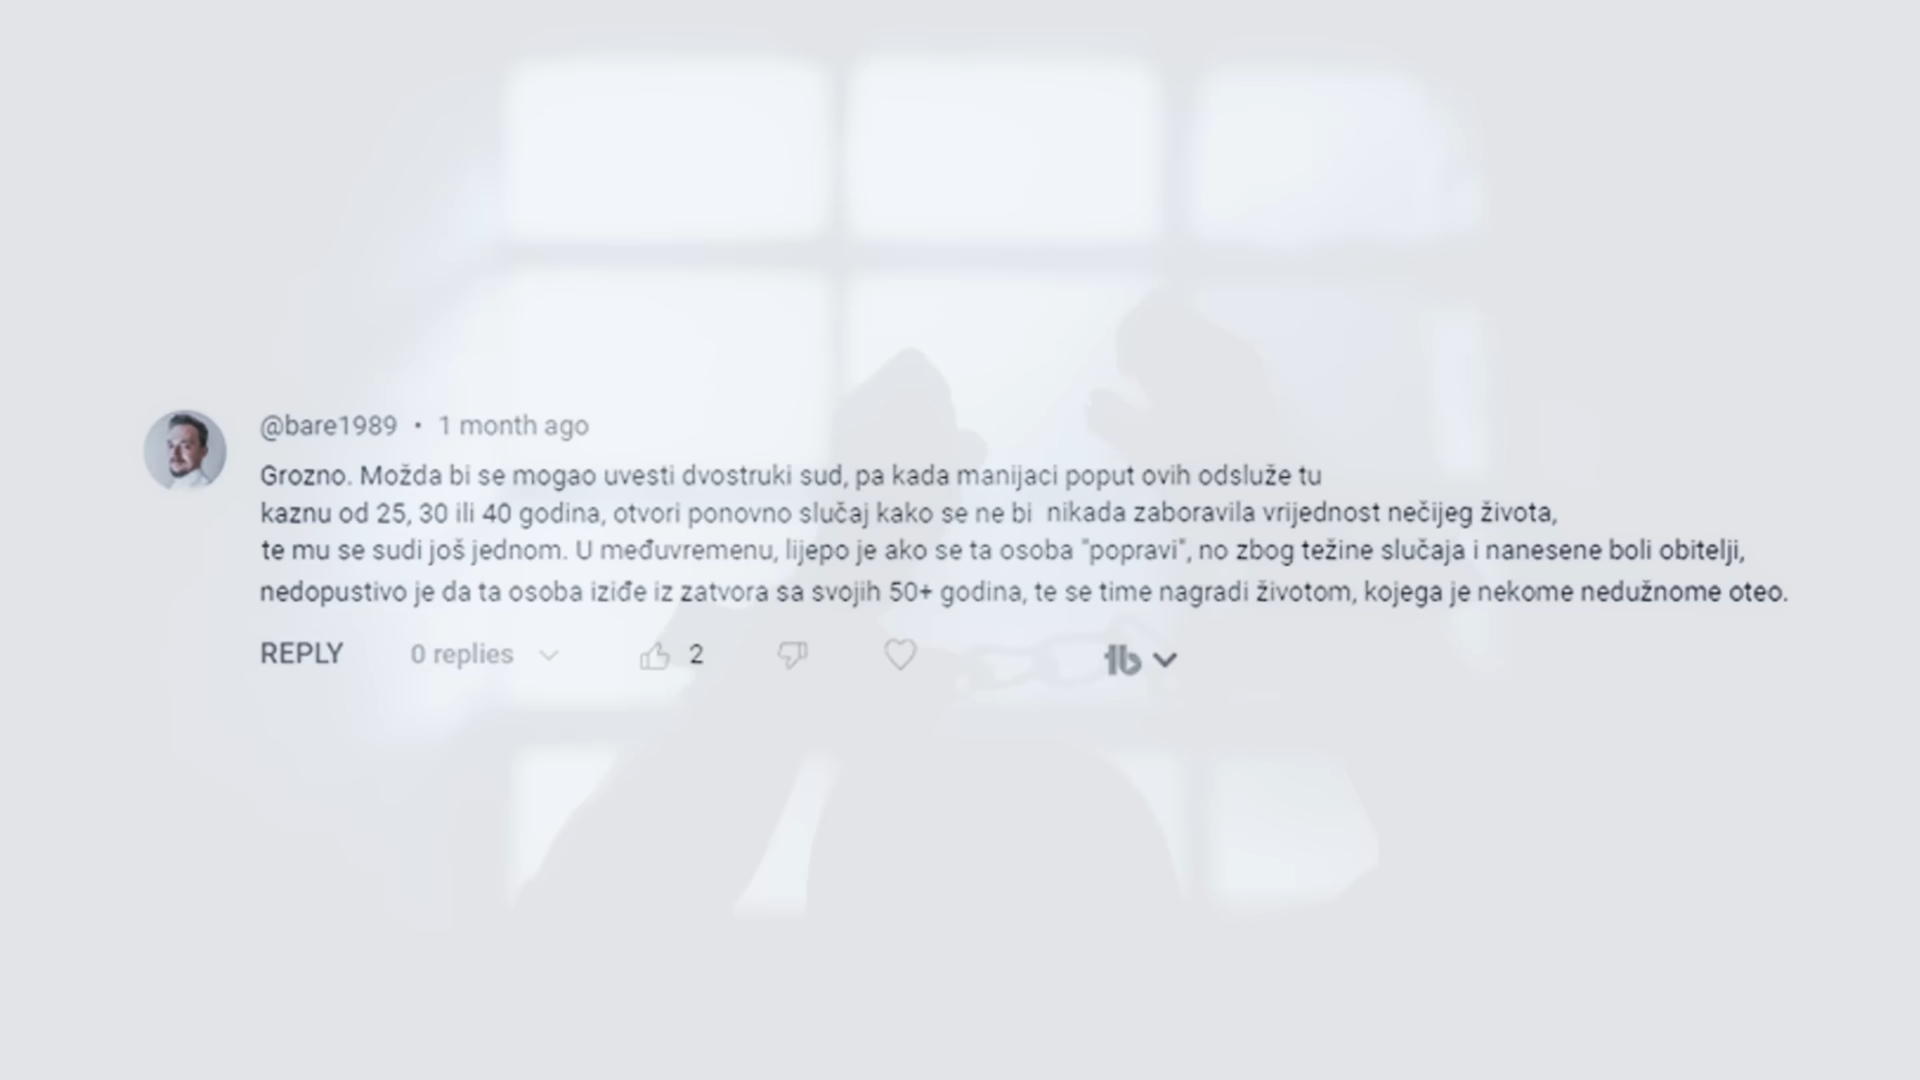 @bare1989 • 1 month ago
Grozno. Možda bi se mogao uvesti dvostruki sud, pa kada manijaci poput ovih odsluže tu
kaznu od 25, 30 ili 40 godina, otvori ponovno slučaj kako se ne bi  nikada zaboravila vrijednost nečijeg života,
te mu se sudi još jednom. U međuvremenu, lijepo je ako se ta osoba "popravi", no zbog težine slučaja i nanesene boli obitelji,
nedopustivo je da ta osoba iziđe iz zatvora sa svojih 50+ godina, te se time nagradi životom, kojega je nekome nedužnome oteo.
REPLY 0 replies 2 tb